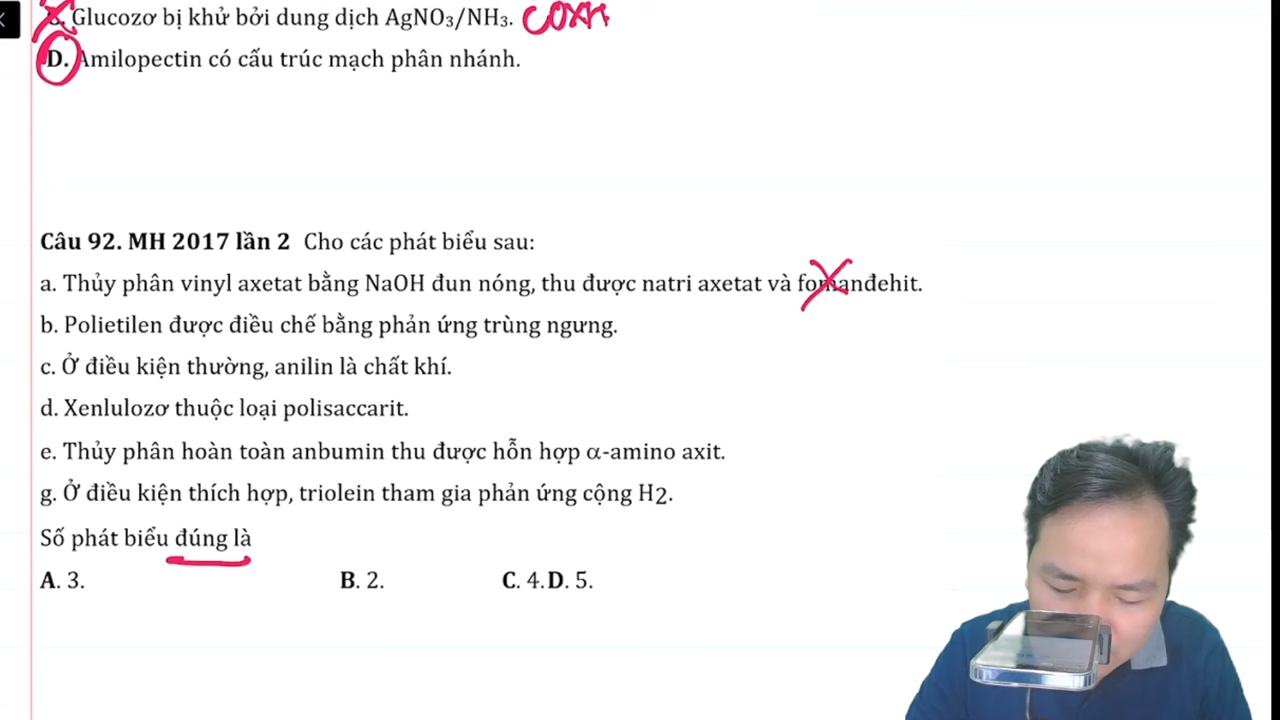 Glucozơ bị khử bởi dung dịch AgNO3/NH3. COXH
D. Amilopectin có cấu trúc mạch phân nhánh.
Câu 92. MH 2017 lần 2 Cho các phát biểu sau:
a. Thủy phân vinyl axetat bằng NaOH đun nóng, thu được natri axetat và fomanđehit.
b. Polietilen được điều chế bằng phản ứng trùng ngưng.
c. Ở điều kiện thường, anilin là chất khí.
d. Xenlulozơ thuộc loại polisaccarit.
e. Thủy phân hoàn toàn anbumin thu được hỗn hợp α-amino axit.
g. Ở điều kiện thích hợp, triolein tham gia phản ứng cộng H2.
Số phát biểu đúng là
A. 3. B. 2. C. 4. D. 5.